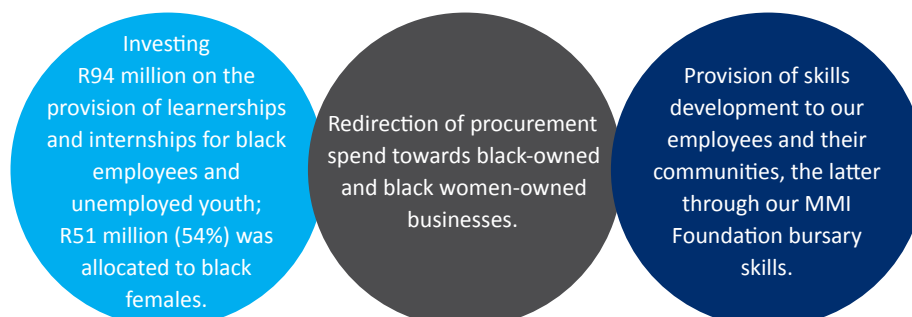 Investing
R94 million on the
provision of learnerships
and internships for black
employees and
unemployed youth;
R51 million (54%) was
allocated to black
females.
Redirection of procurement
spend towards black-owned
and black women-owned
businesses.
Provision of skills
development to our
employees and their
communities, the latter
through our MMI
Foundation bursary
skills.